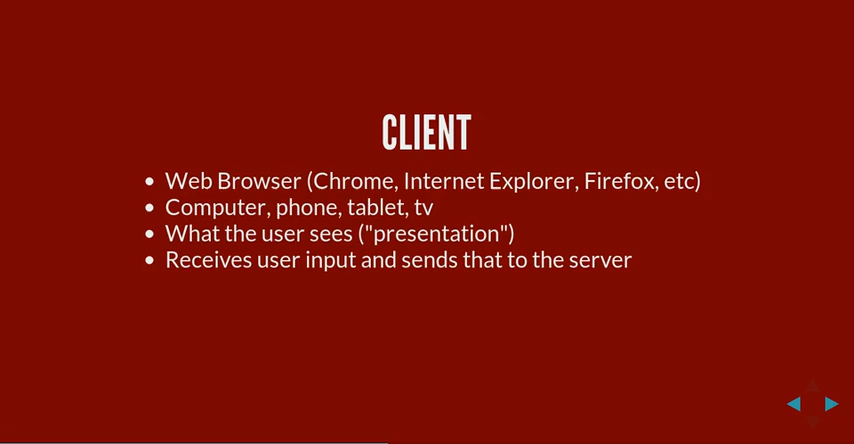 CLIENT
• Web Browser (Chrome, Internet Explorer, Firefox, etc)
• Computer, phone, tablet, tv
• What the user sees ("presentation")
• Receives user input and sends that to the server